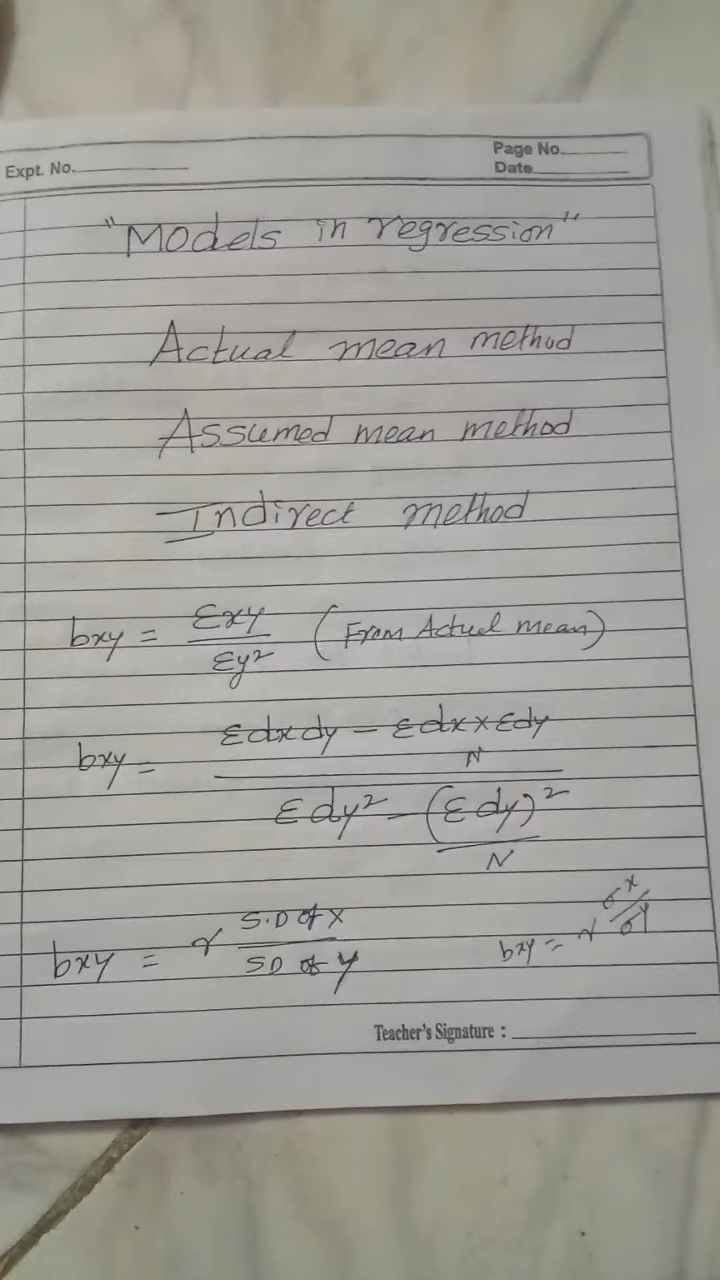 Expt. No.
Page No.
Date
"Models in regression"
Actual mean method
Assumed mean method
Indirect method
bxy = Σxy / Σy² (From Actual mean)
bxy = Σdxdy - Σdx×Σdy / N
Σdy² - (Σdy)² / N
bxy = r S.D of X / SD of Y
bxy = r σx / σy
Teacher's Signature :